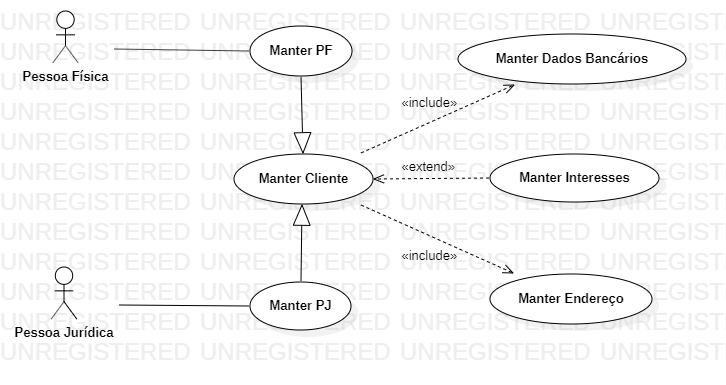 UNREGISTERED UNREGISTERED UNREGISTERED UNREGIST
Pessoa Física
Manter PF
Manter Dados Bancários
«include»
Manter Cliente
«extend»
Manter Interesses
«include»
Pessoa Jurídica
Manter PJ
Manter Endereço